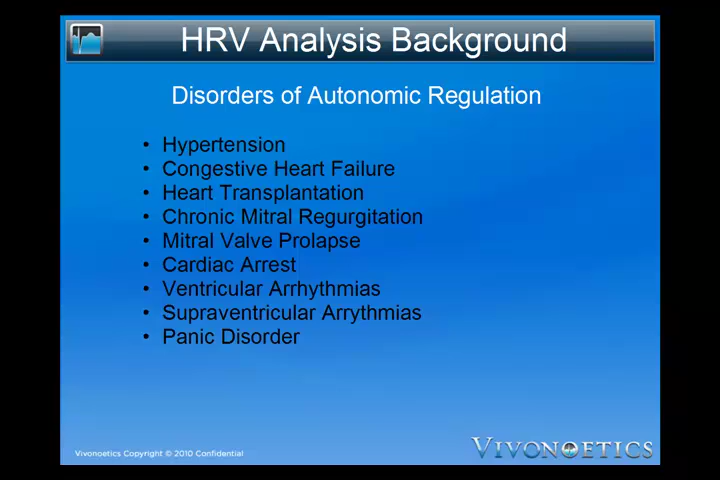 HRV Analysis Background
Disorders of Autonomic Regulation
• Hypertension
• Congestive Heart Failure
• Heart Transplantation
• Chronic Mitral Regurgitation
• Mitral Valve Prolapse
• Cardiac Arrest
• Ventricular Arrhythmias
• Supraventricular Arrythmias
• Panic Disorder
Vivonoetics Copyright © 2010 Confidential
VIVONOETICS